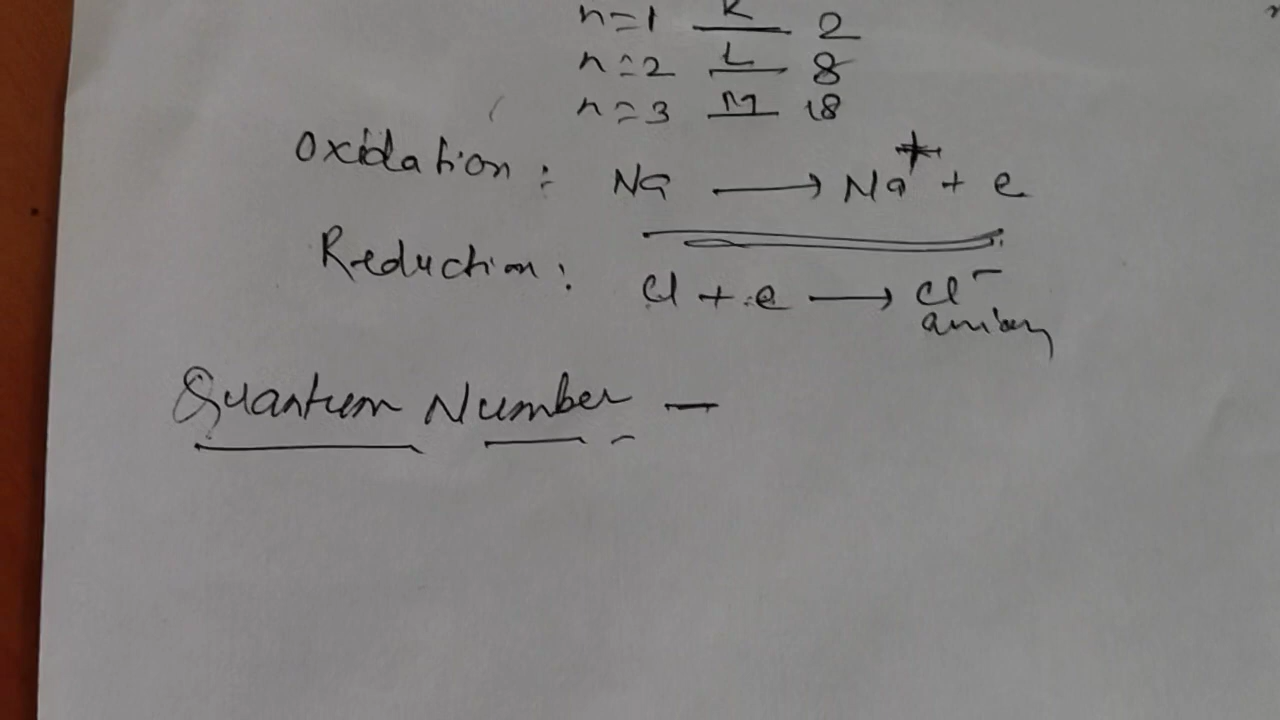 n=1 K 2
n=2 L 8
n=3 M 18
Oxidation: Na → Na⁺ + e
Reduction: Cl + e → Cl⁻
anion
Quantum Number —